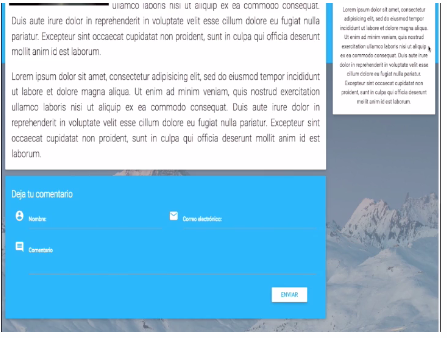 ullamco laboris nisi ut aliquip ex ea commodo consequat.
Duis aute irure dolor in reprehenderit in voluptate velit esse cillum dolore eu fugiat nulla
pariatur. Excepteur sint occaecat cupidatat non proident, sunt in culpa qui officia deserunt
mollit anim id est laborum.
Lorem ipsum dolor sit amet, consectetur adipisicing elit, sed do eiusmod tempor incididunt
ut labore et dolore magna aliqua. Ut enim ad minim veniam, quis nostrud exercitation
ullamco laboris nisi ut aliquip ex ea commodo consequat. Duis aute irure dolor in
reprehenderit in voluptate velit esse cillum dolore eu fugiat nulla pariatur. Excepteur sint
occaecat cupidatat non proident, sunt in culpa qui officia deserunt mollit anim id est
laborum.
Lorem ipsum dolor sit amet, consectetur
adipisicing elit, sed do eiusmod tempor
incididunt ut labore et dolore magna aliqua.
Ut enim ad minim veniam, quis nostrud
exercitation ullamco laboris nisi ut aliquip
ex ea commodo consequat. Duis aute irure
dolor in reprehenderit in voluptate velit esse
cillum dolore eu fugiat nulla pariatur.
Excepteur sint occaecat cupidatat non
proident, sunt in culpa qui officia deserunt
mollit anim id est laborum.
Deja tu comentario
Nombre:
Correo electrónico:
Comentario
ENVIAR